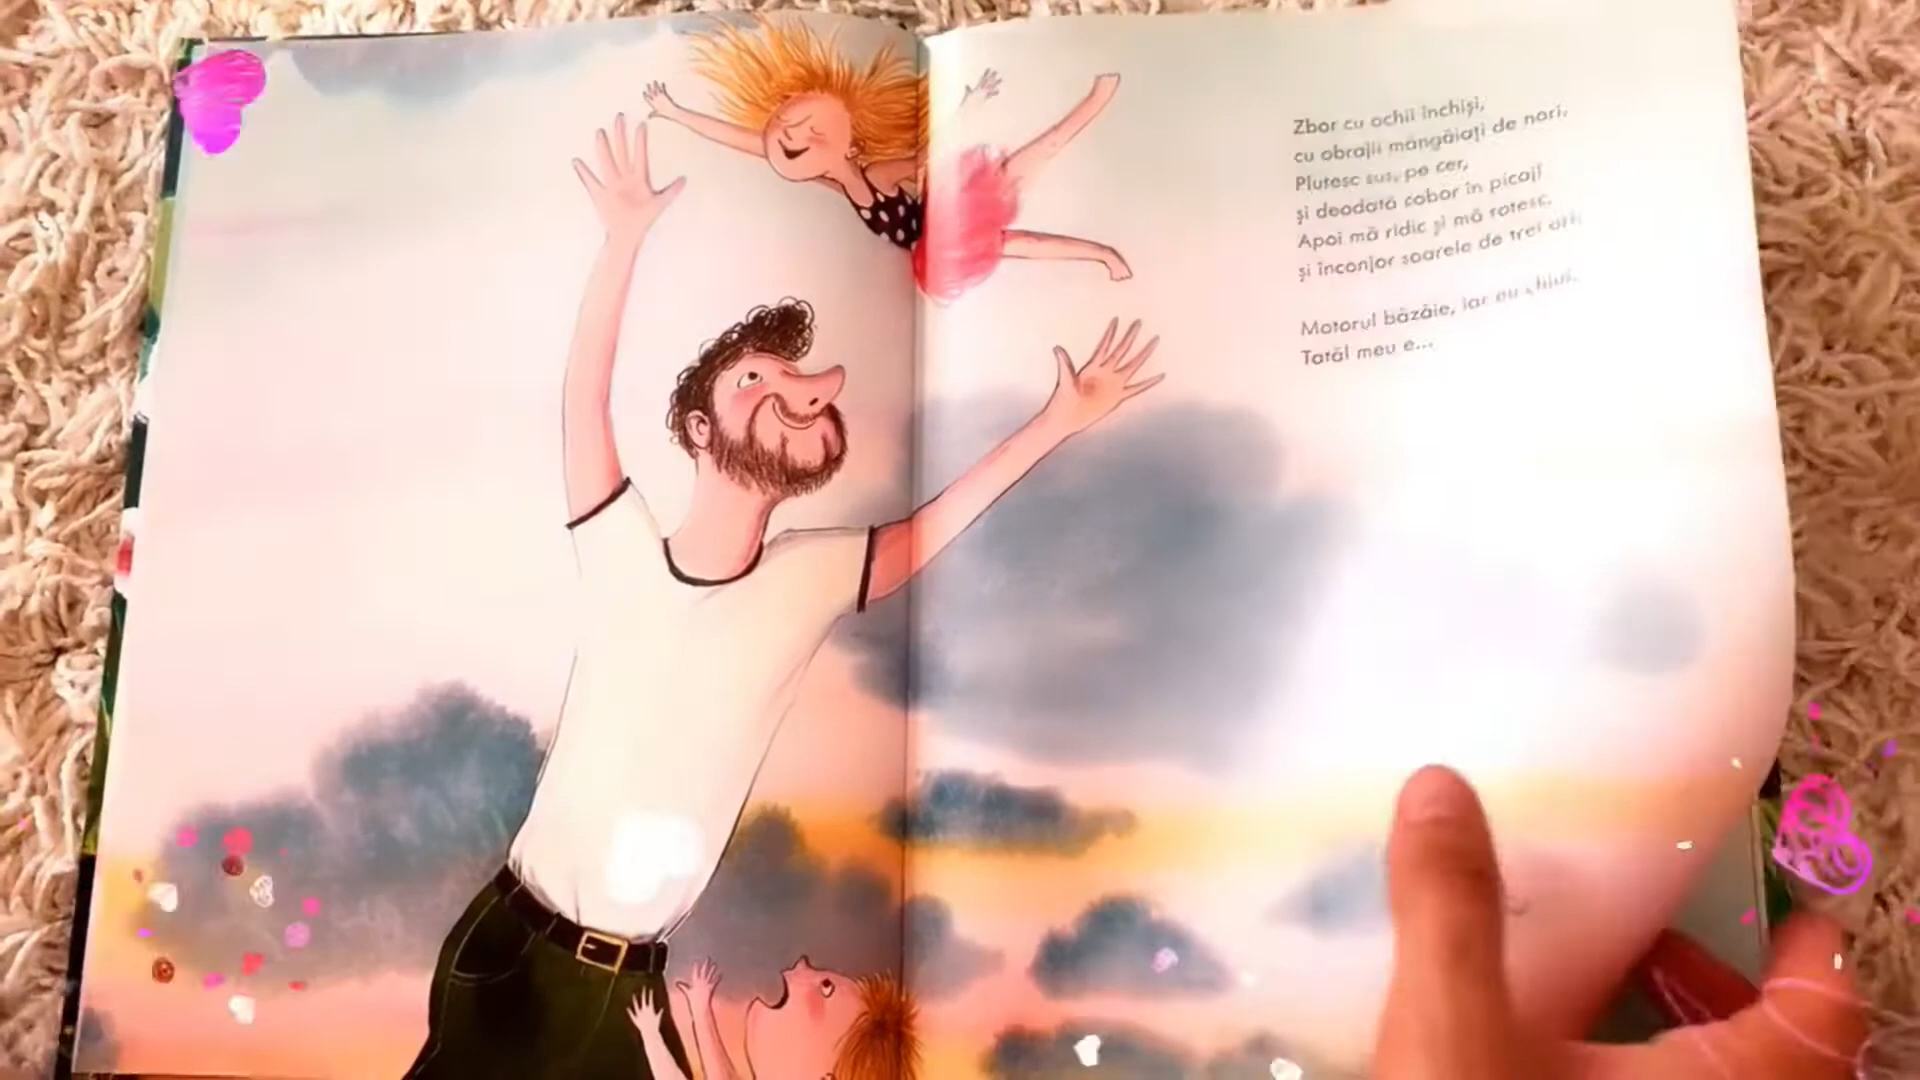 Zbor cu ochii închiși,
cu obrajii mângâiați de nori,
Plutesc sus, pe cer,
și deodată cobor în picaj!
Apoi mă ridic și mă rotesc,
și înconjor soarele de trei ori,
Motorul bâzâie, iar eu chiui.
Tatăl meu e...